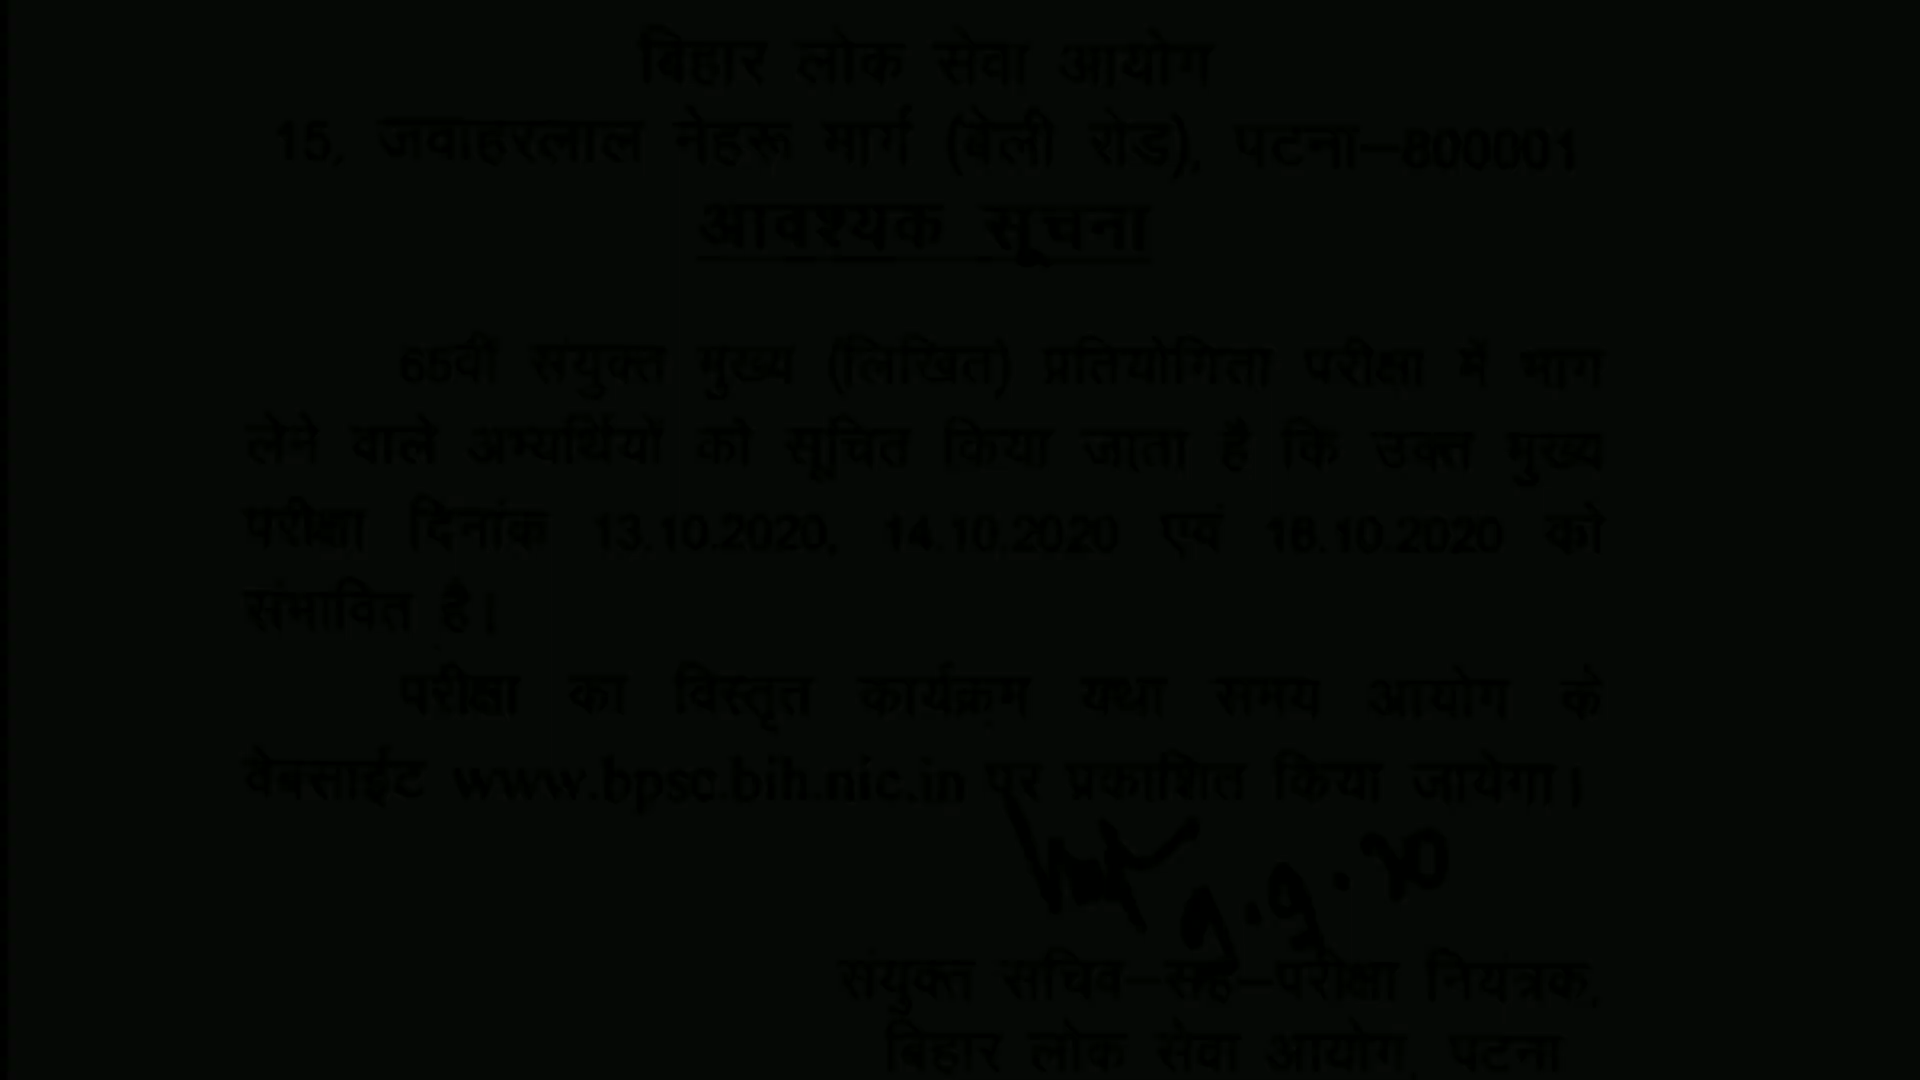 बिहार लोक सेवा आयोग
15, जवाहरलाल नेहरू मार्ग (बेली रोड), पटना–800001
आवश्यक सूचना
65वीं संयुक्त मुख्य (लिखित) प्रतियोगिता परीक्षा में भाग
लेने वाले अभ्यर्थियों को सूचित किया जाता है कि उक्त मुख्य
परीक्षा दिनांक 13.10.2020, 14.10.2020 एवं 18.10.2020 को
संभावित है।
परीक्षा का विस्तृत कार्यक्रम यथा समय आयोग के
वेबसाईट www.bpsc.bih.nic.in पर प्रकाशित किया जायेगा।
9.9.20
संयुक्त सचिव–सह–परीक्षा नियंत्रक,
बिहार लोक सेवा आयोग, पटना